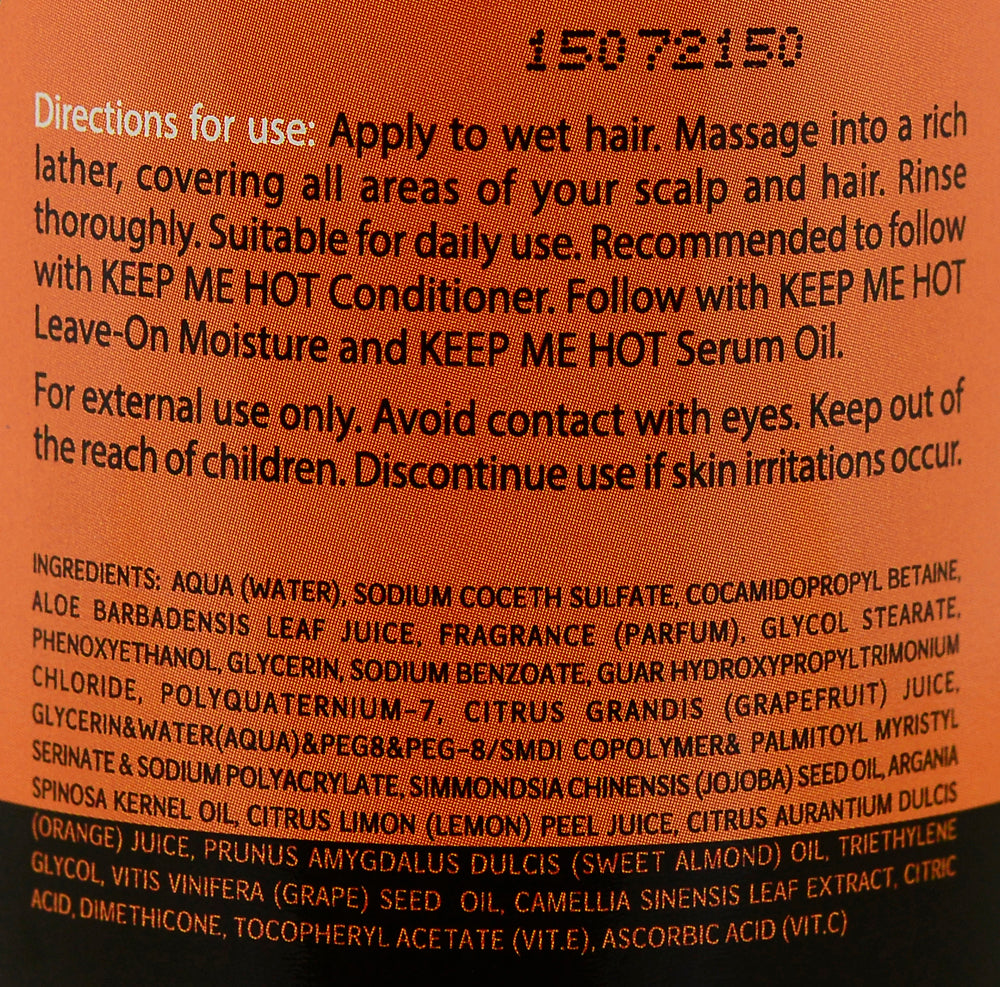 15072150
Directions for use: Apply to wet hair. Massage into a rich
lather, covering all areas of your scalp and hair. Rinse
thoroughly. Suitable for daily use. Recommended to follow
with KEEP ME HOT Conditioner. Follow with KEEP ME HOT
Leave-On Moisture and KEEP ME HOT Serum Oil.
For external use only. Avoid contact with eyes. Keep out of
the reach of children. Discontinue use if skin irritations occur.
INGREDIENTS: AQUA (WATER), SODIUM COCETH SULFATE, COCAMIDOPROPYL BETAINE,
ALOE BARBADENSIS LEAF JUICE, FRAGRANCE (PARFUM), GLYCOL STEARATE,
PHENOXYETHANOL, GLYCERIN, SODIUM BENZOATE, GUAR HYDROXYPROPYLTRIMONIUM
CHLORIDE, POLYQUATERNIUM-7, CITRUS GRANDIS (GRAPEFRUIT) JUICE,
GLYCERIN&WATER(AQUA)&PEG8&PEG-8/SMDI COPOLYMER& PALMITOYL MYRISTYL
SERINATE & SODIUM POLYACRYLATE, SIMMONDSIA CHINENSIS (JOJOBA) SEED OIL, ARGANIA
SPINOSA KERNEL OIL, CITRUS LIMON (LEMON) PEEL JUICE, CITRUS AURANTIUM DULCIS
(ORANGE) JUICE, PRUNUS AMYGDALUS DULCIS (SWEET ALMOND) OIL, TRIETHYLENE
GLYCOL, VITIS VINIFERA (GRAPE) SEED OIL, CAMELLIA SINENSIS LEAF EXTRACT, CITRIC
ACID, DIMETHICONE, TOCOPHERYL ACETATE (VIT.E), ASCORBIC ACID (VIT.C)